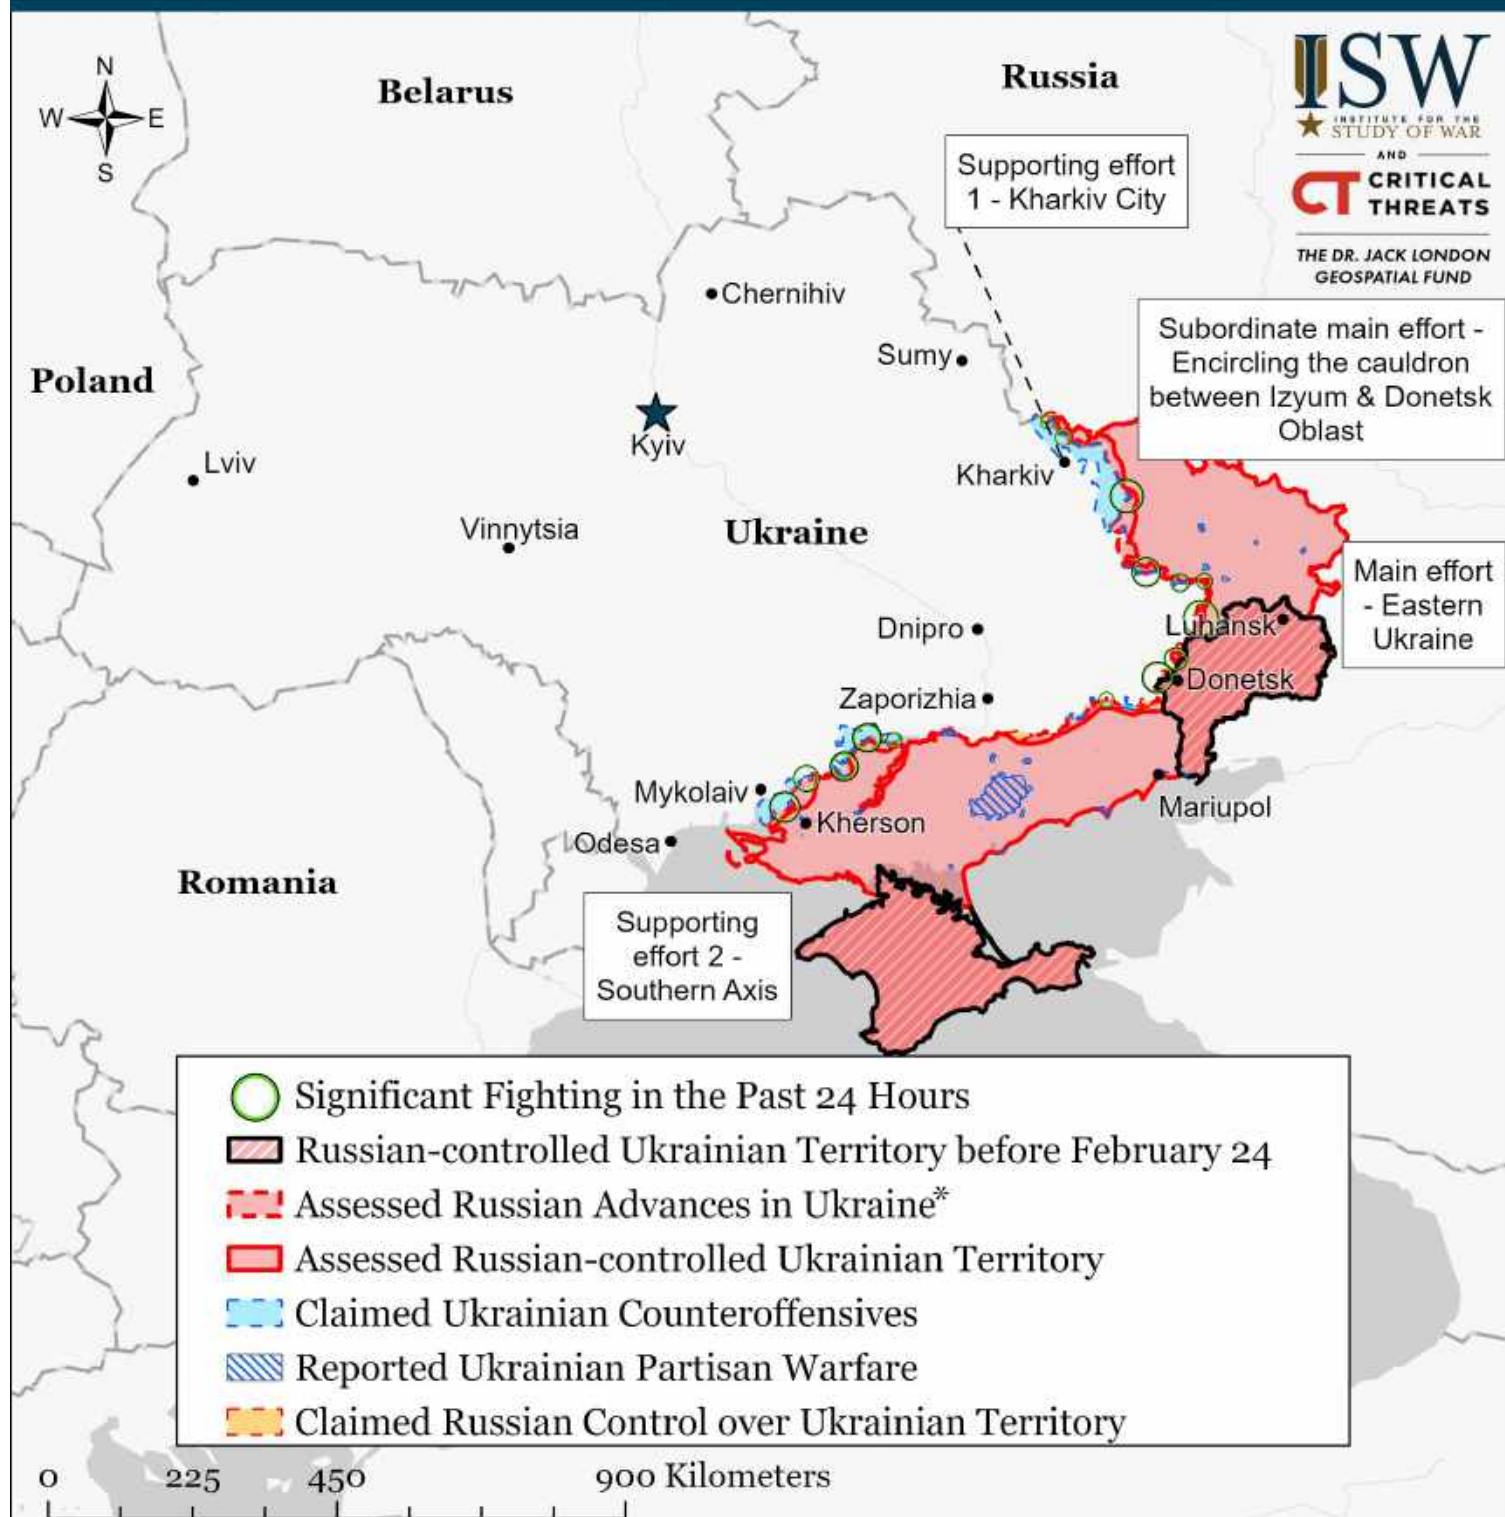 N
W E
S
Belarus
Russia
ISW
INSTITUTE FOR THE
STUDY OF WAR
AND
CT CRITICAL
THREATS
THE DR. JACK LONDON
GEOSPATIAL FUND
Supporting effort
1 - Kharkiv City
Chernihiv
Subordinate main effort -
Encircling the cauldron
between Izyum & Donetsk
Oblast
Sumy
Poland
Kyiv
Lviv
Kharkiv
Vinnytsia
Ukraine
Main effort
- Eastern
Ukraine
Dnipro
Luhansk
Donetsk
Zaporizhia
Mykolaiv
Mariupol
Kherson
Odesa
Romania
Supporting
effort 2 -
Southern Axis
Significant Fighting in the Past 24 Hours
Russian-controlled Ukrainian Territory before February 24
Assessed Russian Advances in Ukraine*
Assessed Russian-controlled Ukrainian Territory
Claimed Ukrainian Counteroffensives
Reported Ukrainian Partisan Warfare
Claimed Russian Control over Ukrainian Territory
0 225 450 900 Kilometers